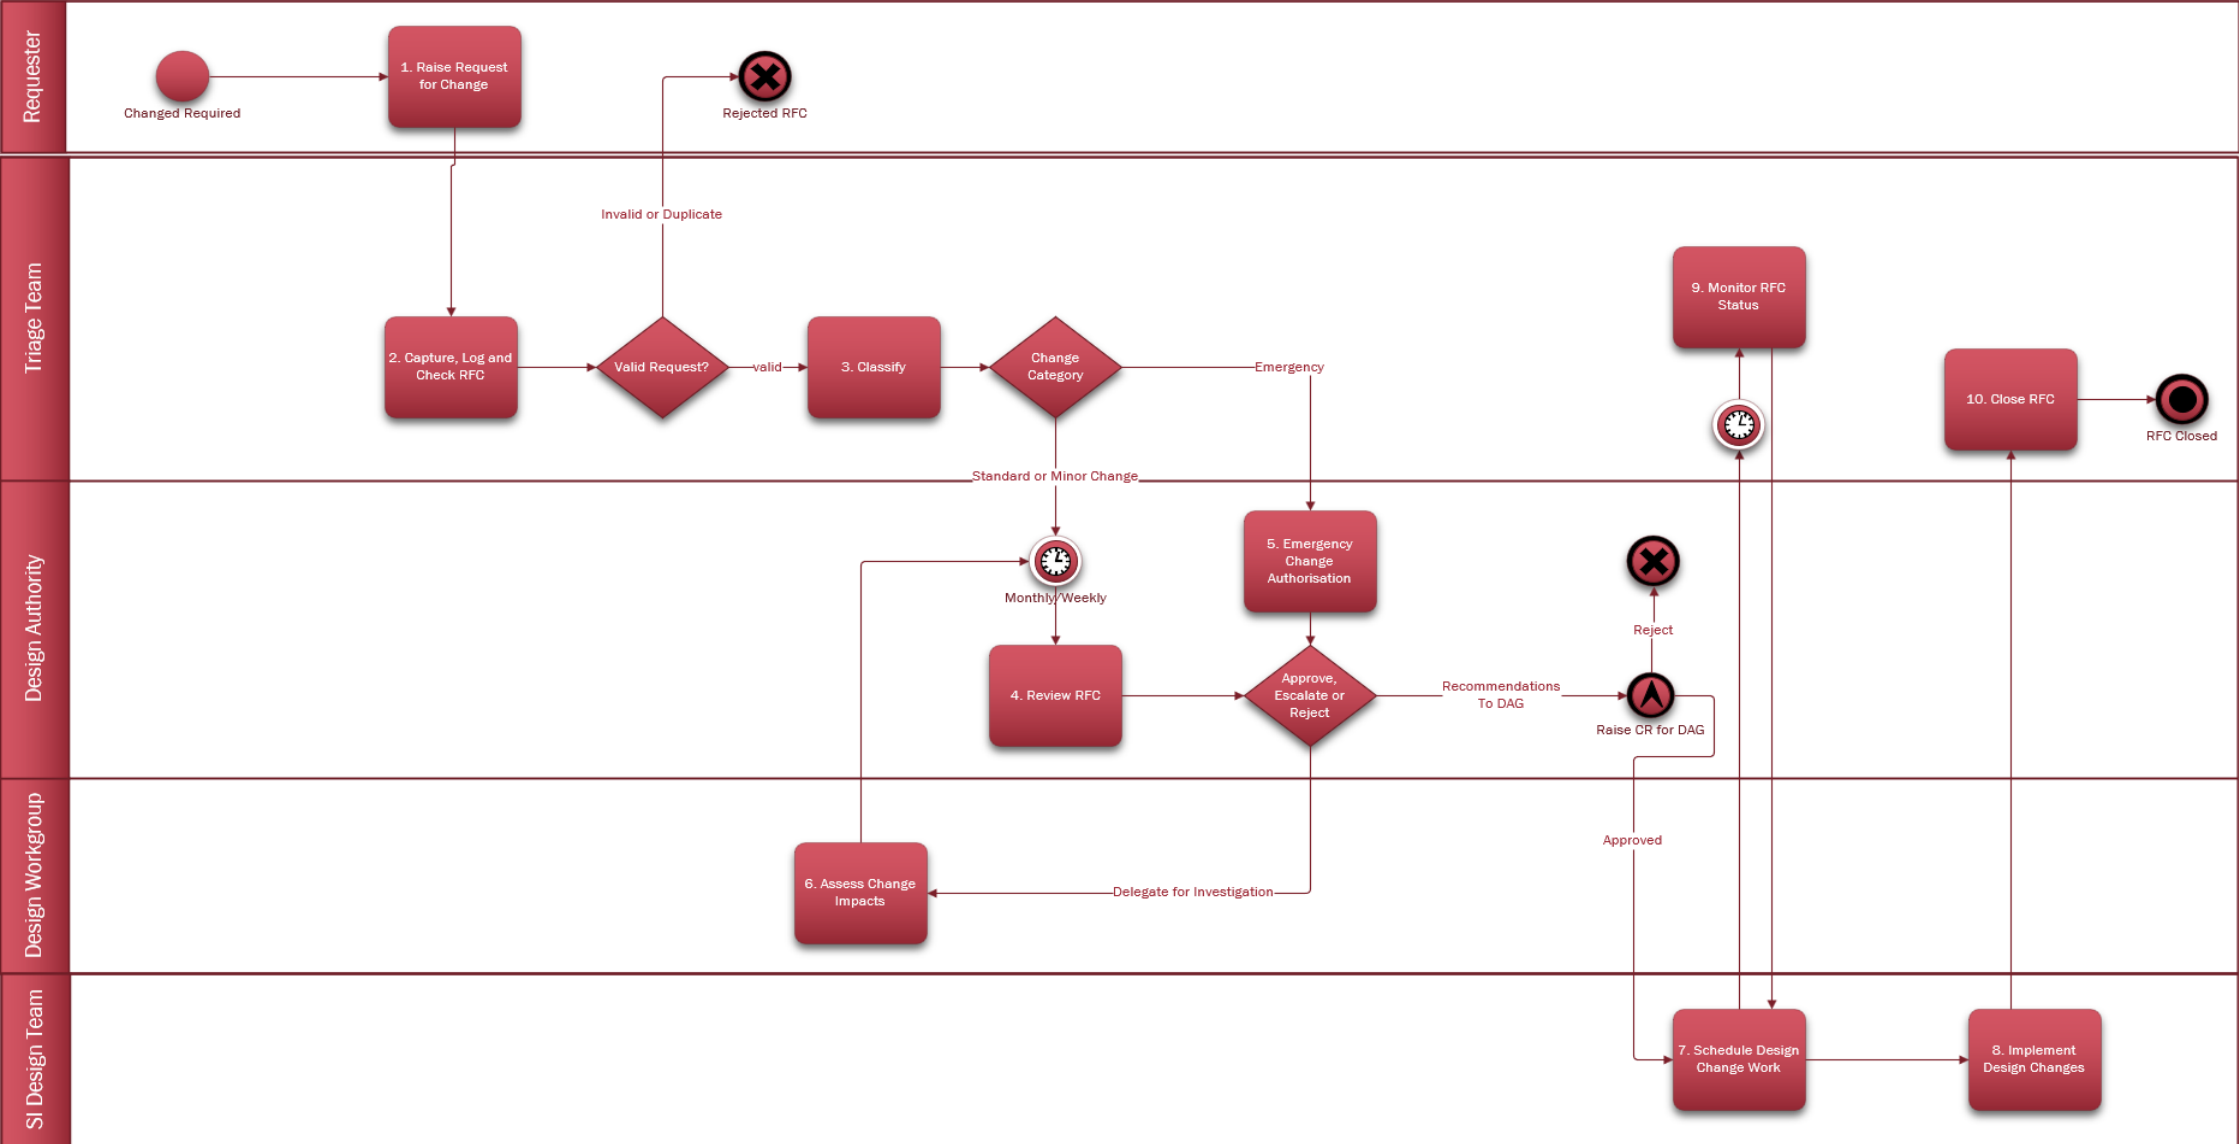 Requester
Changed Required
1. Raise Request
for Change
Rejected RFC
Triage Team
Invalid or Duplicate
2. Capture, Log and
Check RFC
Valid Request?
valid
3. Classify
Change
Category
Emergency
Standard or Minor Change
9. Monitor RFC
Status
10. Close RFC
RFC Closed
Design Authority
Monthly/Weekly
4. Review RFC
5. Emergency
Change
Authorisation
Approve,
Escalate or
Reject
Recommendations
To DAG
Reject
Raise CR for DAG
Design Workgroup
6. Assess Change
Impacts
Delegate for Investigation
Approved
SI Design Team
7. Schedule Design
Change Work
8. Implement
Design Changes